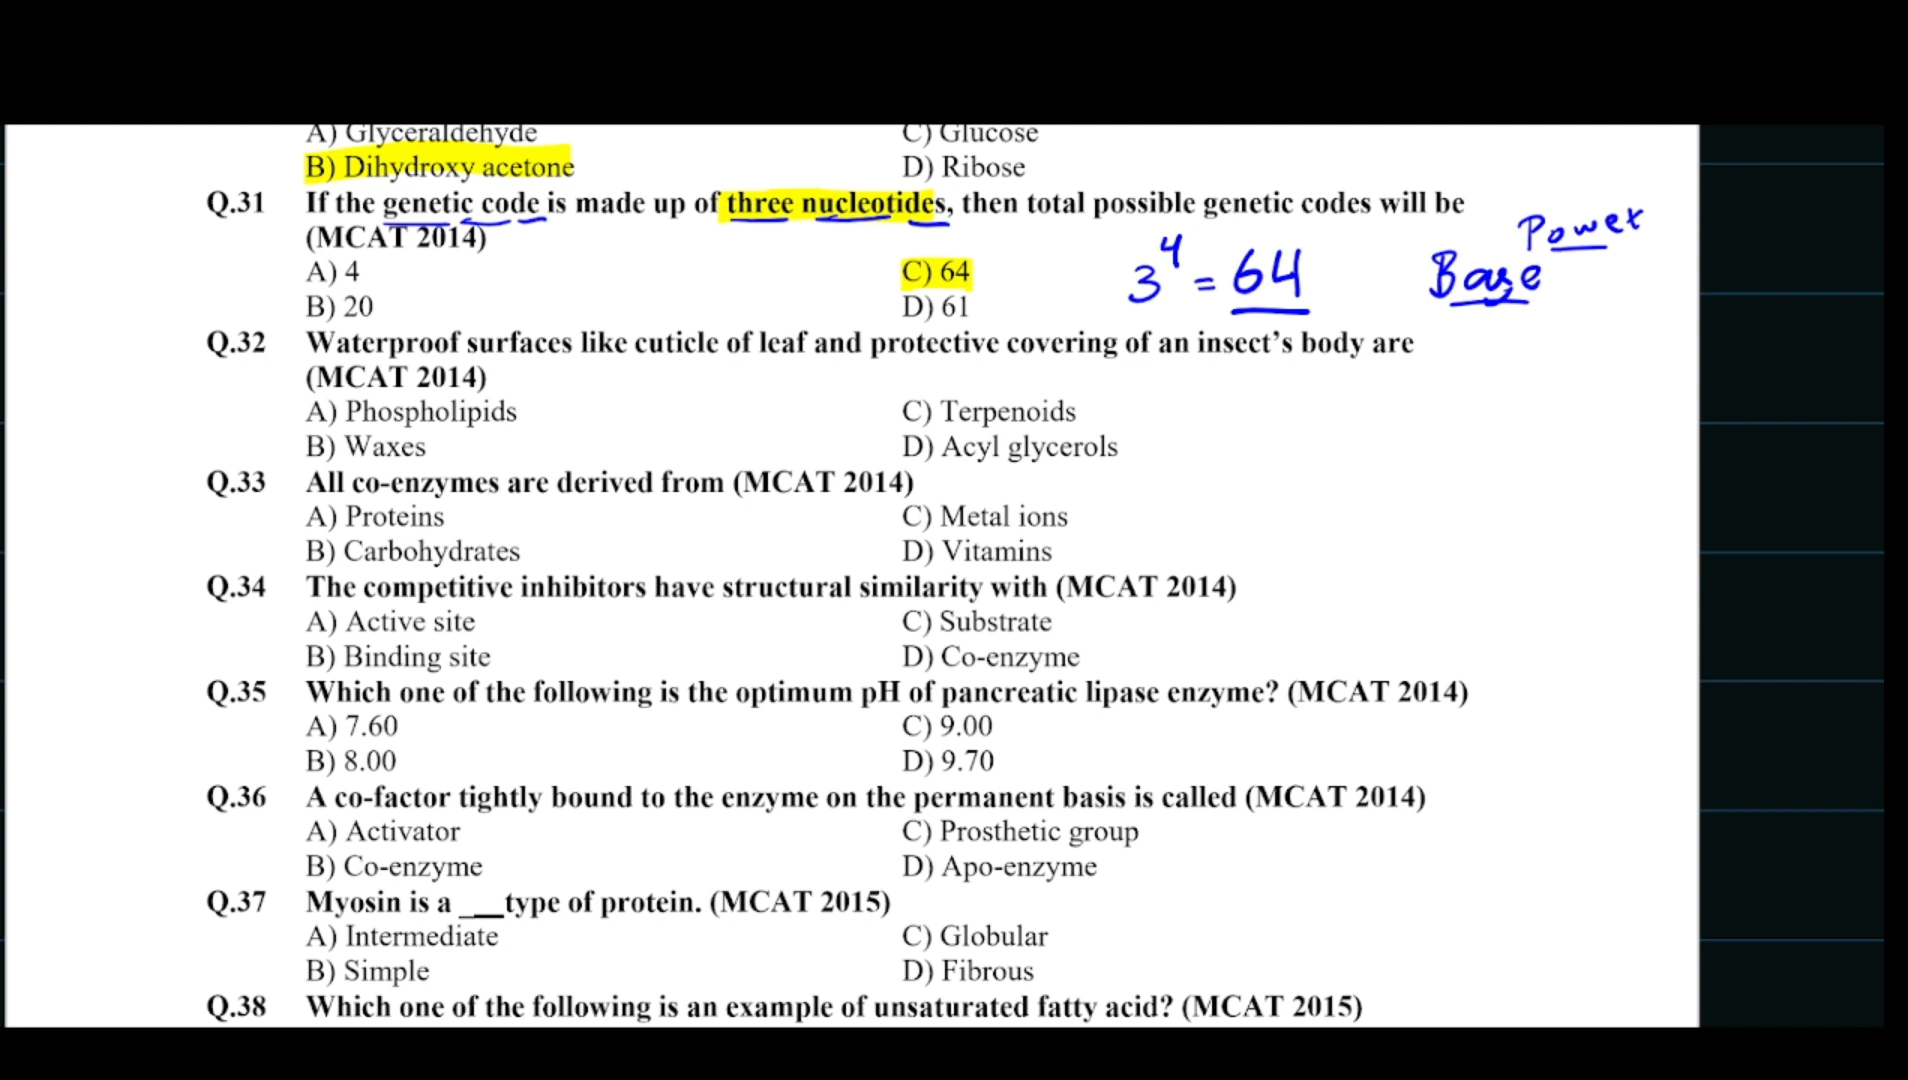 A) Glyceraldehyde C) Glucose
B) Dihydroxy acetone D) Ribose
Q.31 If the genetic code is made up of three nucleotides, then total possible genetic codes will be
(MCAT 2014)
Power
A) 4 C) 64 3^4 = 64 Base
B) 20 D) 61
Q.32 Waterproof surfaces like cuticle of leaf and protective covering of an insect's body are
(MCAT 2014)
A) Phospholipids C) Terpenoids
B) Waxes D) Acyl glycerols
Q.33 All co-enzymes are derived from (MCAT 2014)
A) Proteins C) Metal ions
B) Carbohydrates D) Vitamins
Q.34 The competitive inhibitors have structural similarity with (MCAT 2014)
A) Active site C) Substrate
B) Binding site D) Co-enzyme
Q.35 Which one of the following is the optimum pH of pancreatic lipase enzyme? (MCAT 2014)
A) 7.60 C) 9.00
B) 8.00 D) 9.70
Q.36 A co-factor tightly bound to the enzyme on the permanent basis is called (MCAT 2014)
A) Activator C) Prosthetic group
B) Co-enzyme D) Apo-enzyme
Q.37 Myosin is a __type of protein. (MCAT 2015)
A) Intermediate C) Globular
B) Simple D) Fibrous
Q.38 Which one of the following is an example of unsaturated fatty acid? (MCAT 2015)